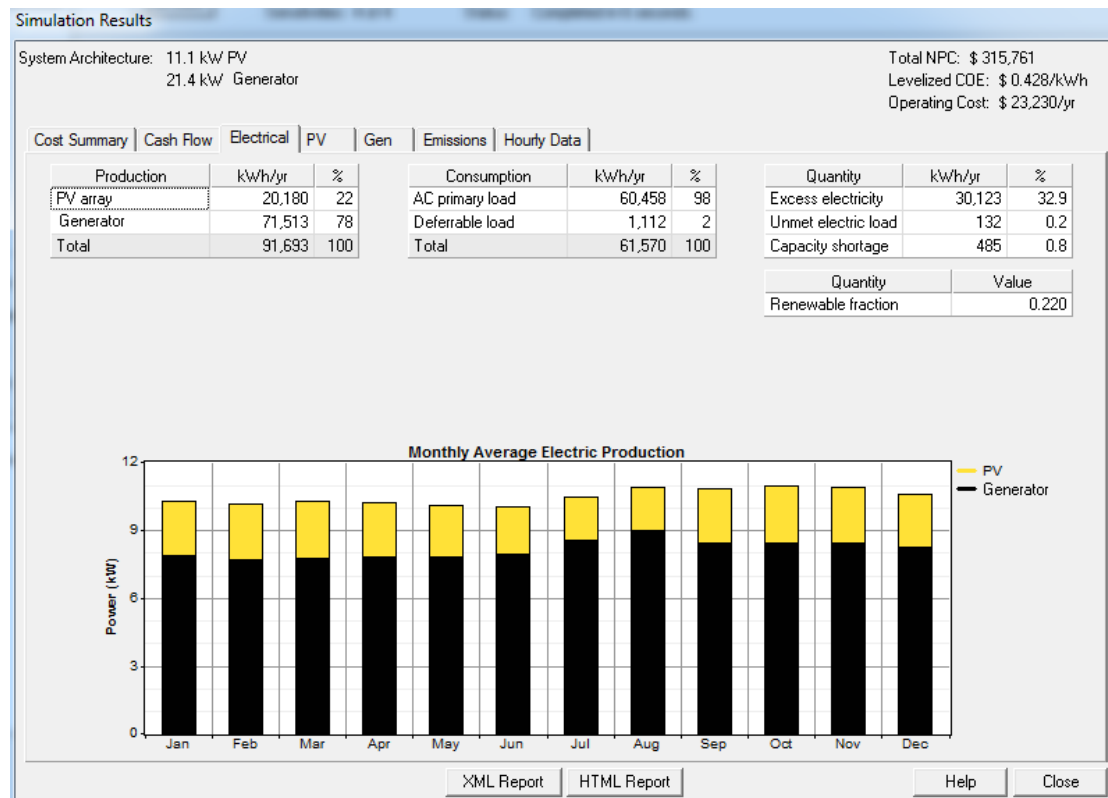 Simulation Results
System Architecture: 11.1 kW PV
21.4 kW Generator
Total NPC: $ 315,761
Levelized COE: $ 0.428/kWh
Operating Cost: $ 23,230/yr
Cost Summary Cash Flow Electrical PV Gen Emissions Hourly Data
Production kWh/yr %
PV array 20,180 22
Generator 71,513 78
Total 91,693 100
Consumption kWh/yr %
AC primary load 60,458 98
Deferrable load 1,112 2
Total 61,570 100
Quantity kWh/yr %
Excess electricity 30,123 32.9
Unmet electric load 132 0.2
Capacity shortage 485 0.8
Quantity Value
Renewable fraction 0.220
Monthly Average Electric Production
PV
Generator
Power (kW)
12
9
6
3
0
Jan Feb Mar Apr May Jun Jul Aug Sep Oct Nov Dec
XML Report HTML Report Help Close